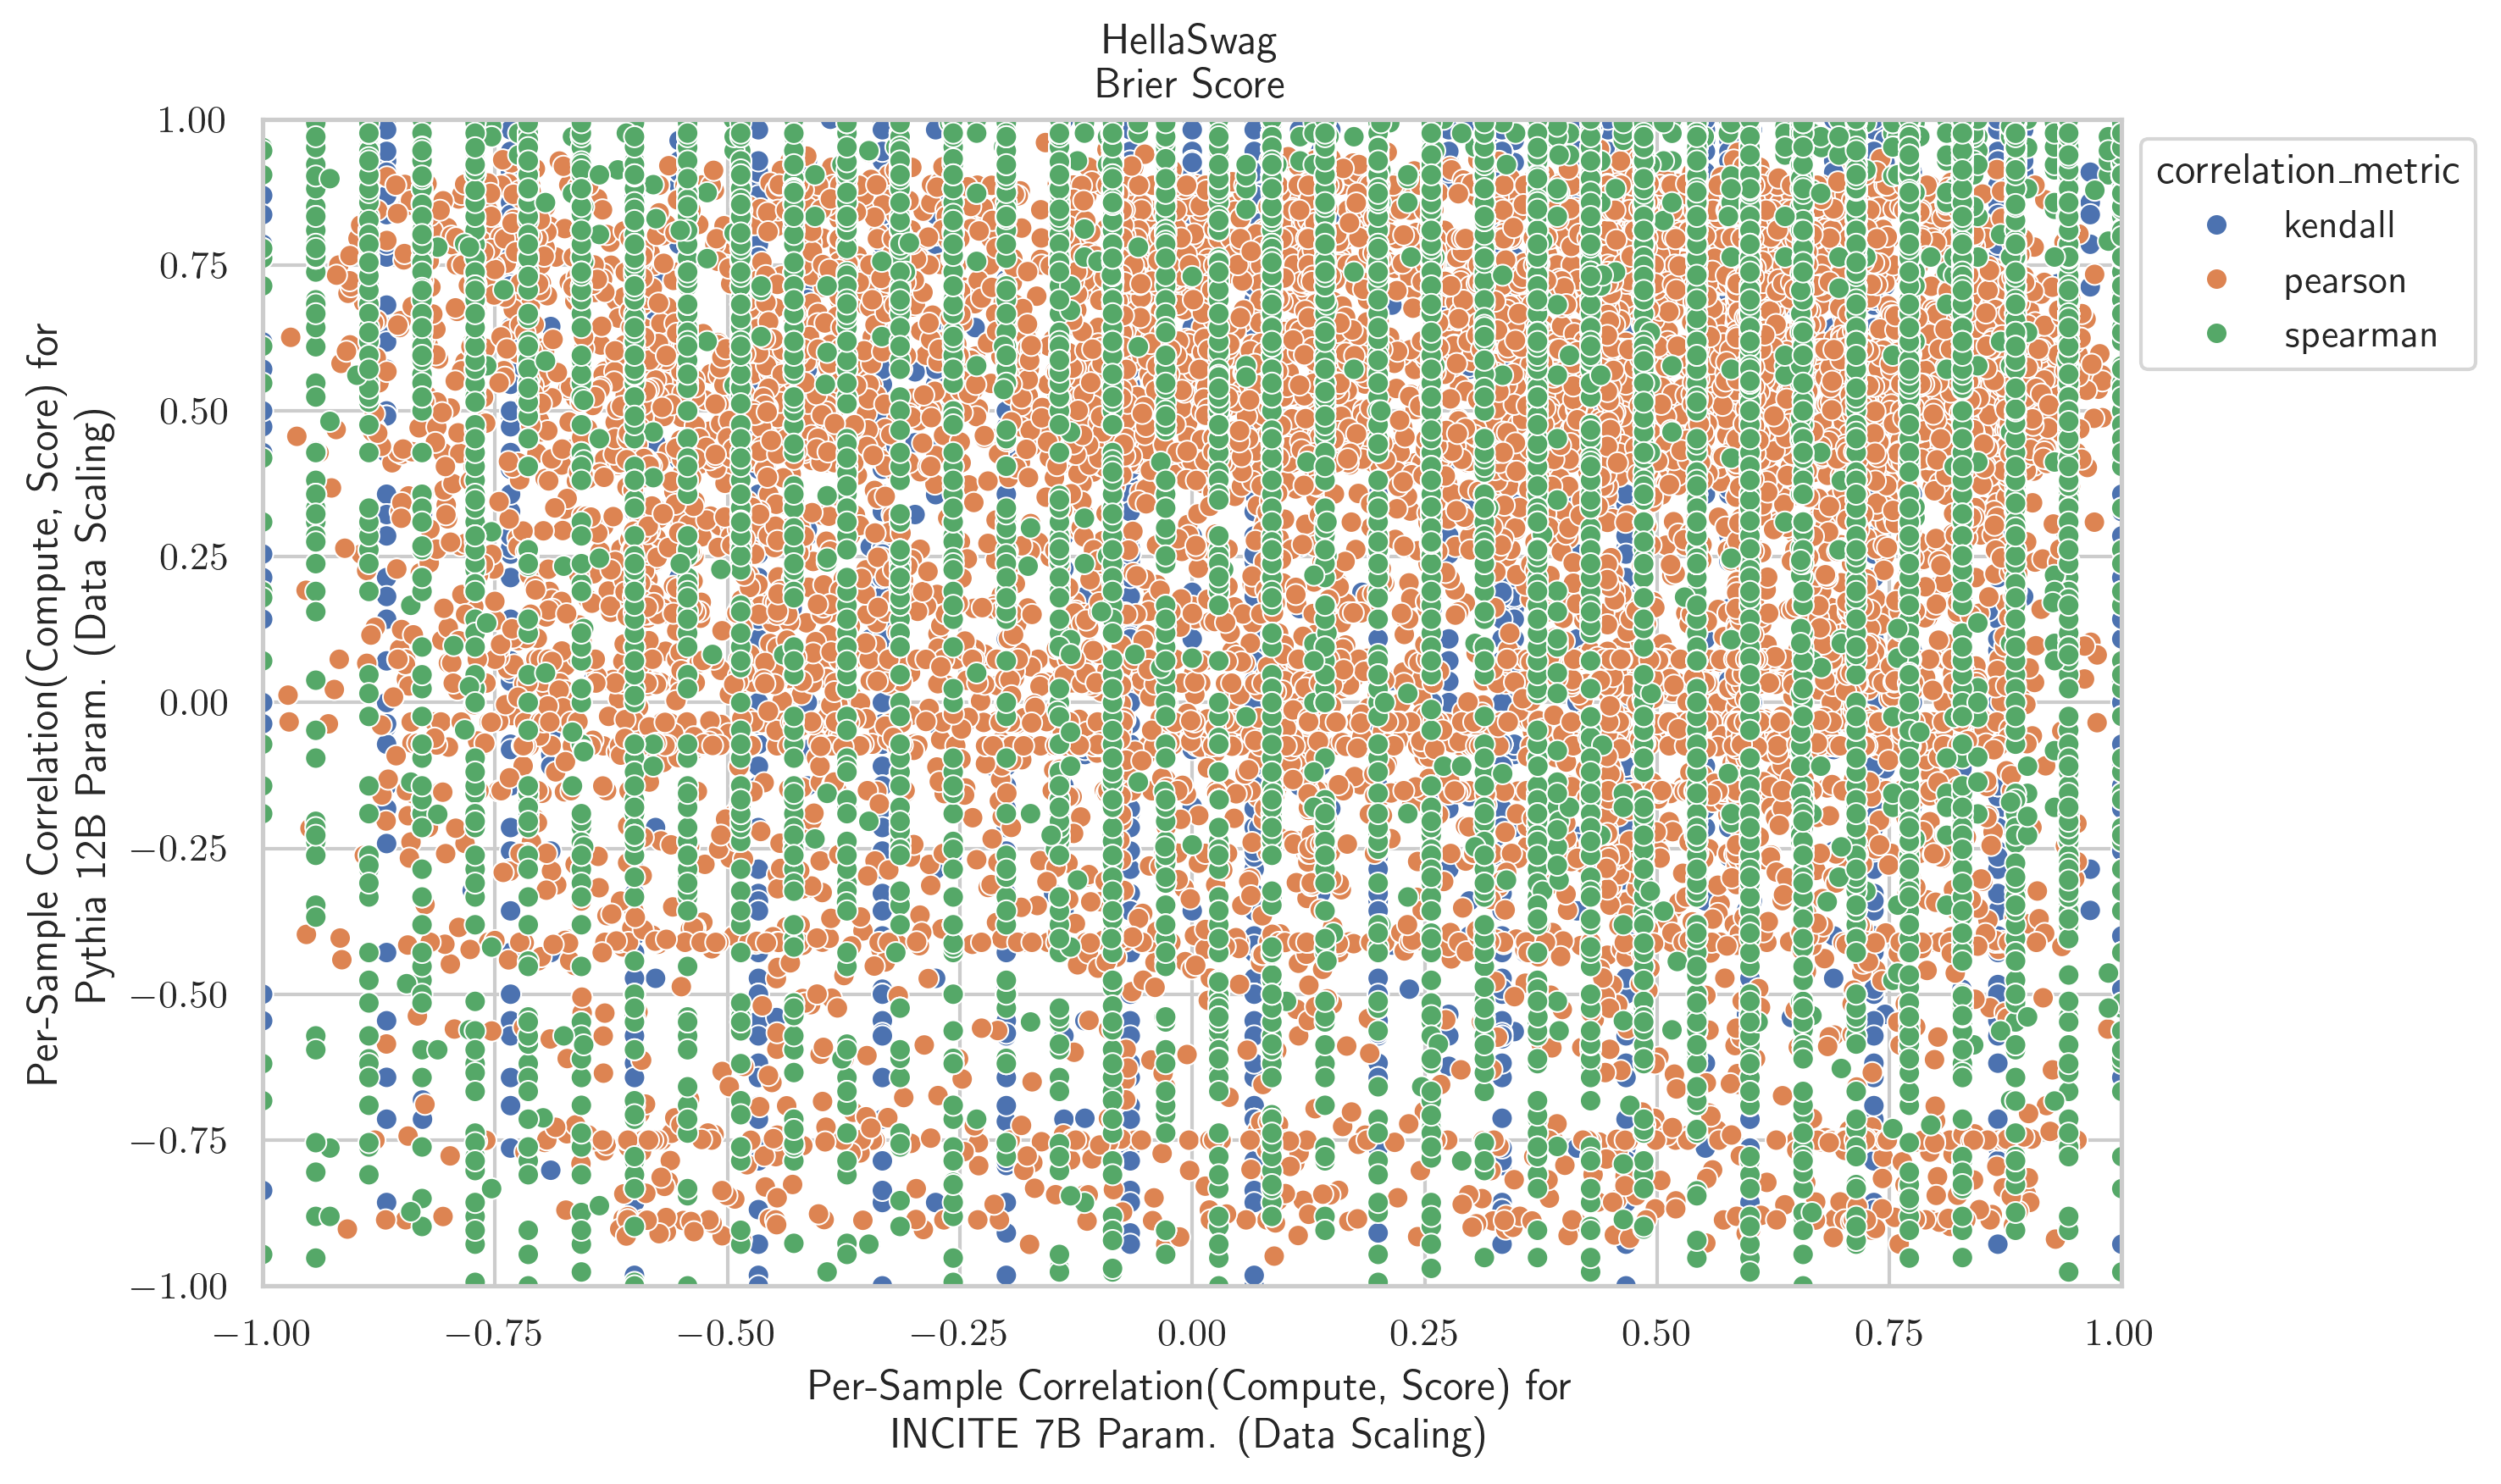 HellaSwag
Brier Score
Per-Sample Correlation(Compute, Score) for
Pythia 12B Param. (Data Scaling)
1.00
0.75
0.50
0.25
0.00
−0.25
−0.50
−0.75
−1.00
−1.00 −0.75 −0.50 −0.25 0.00 0.25 0.50 0.75 1.00
Per-Sample Correlation(Compute, Score) for
INCITE 7B Param. (Data Scaling)
correlation_metric
kendall
pearson
spearman